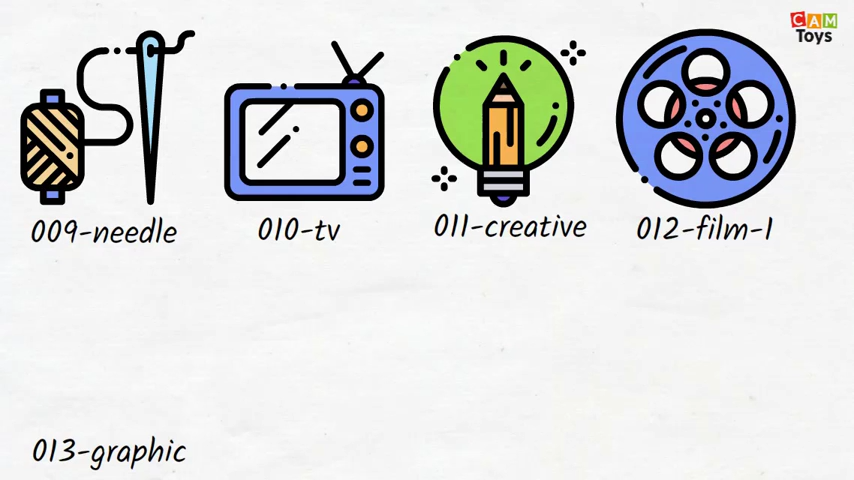 CAM
Toys
009-needle
010-tv
011-creative
012-film-1
013-graphic